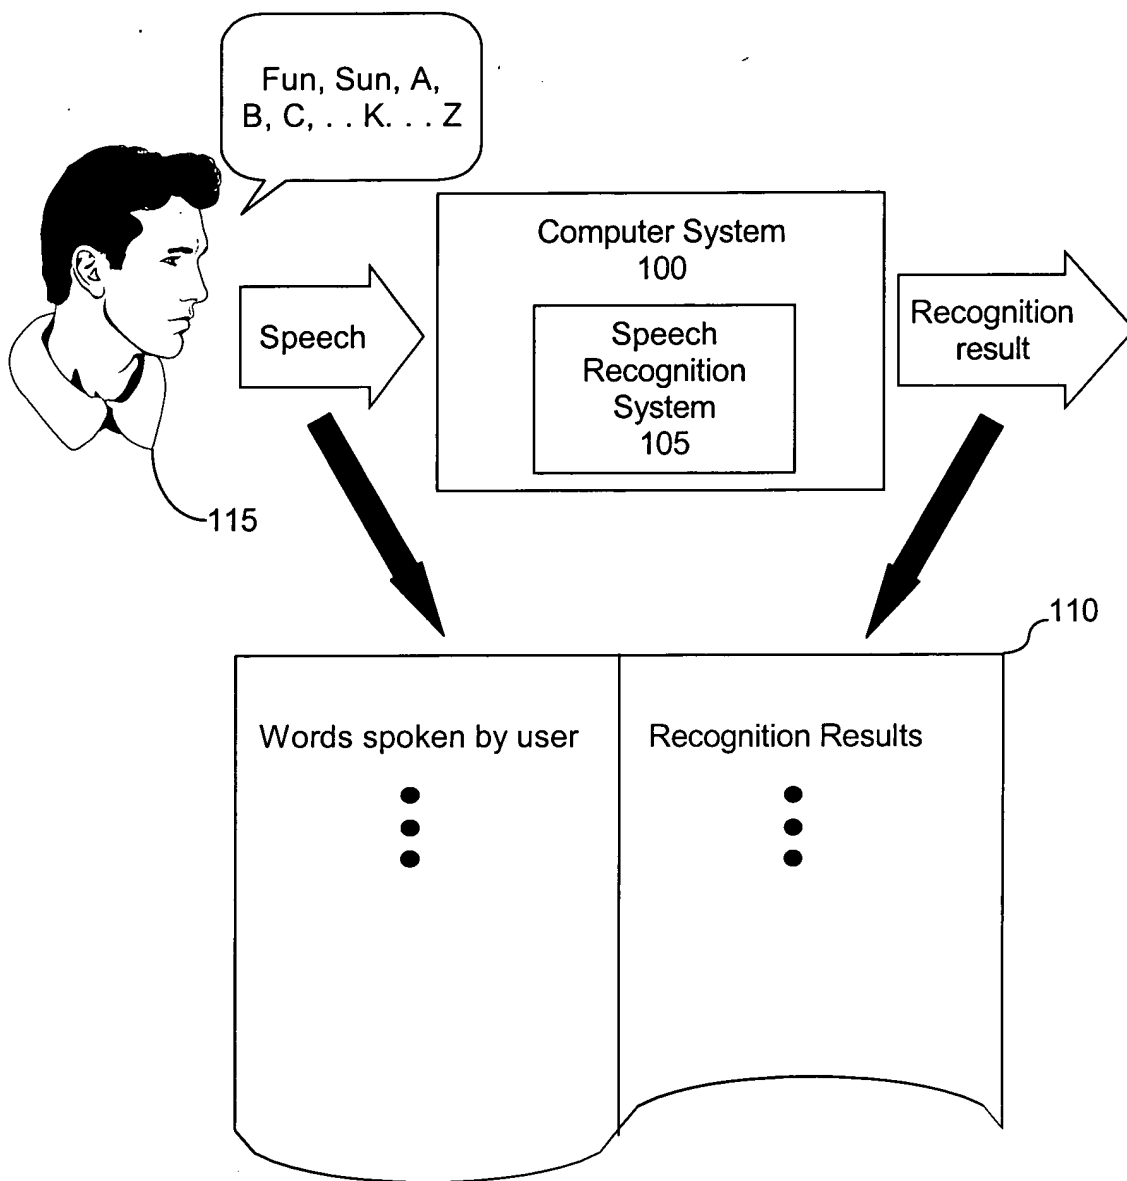 Fun, Sun, A,
B, C, . . K. . . Z
Computer System
100
Speech
Recognition
System
105
Speech
Recognition
result
115
110
Words spoken by user
Recognition Results